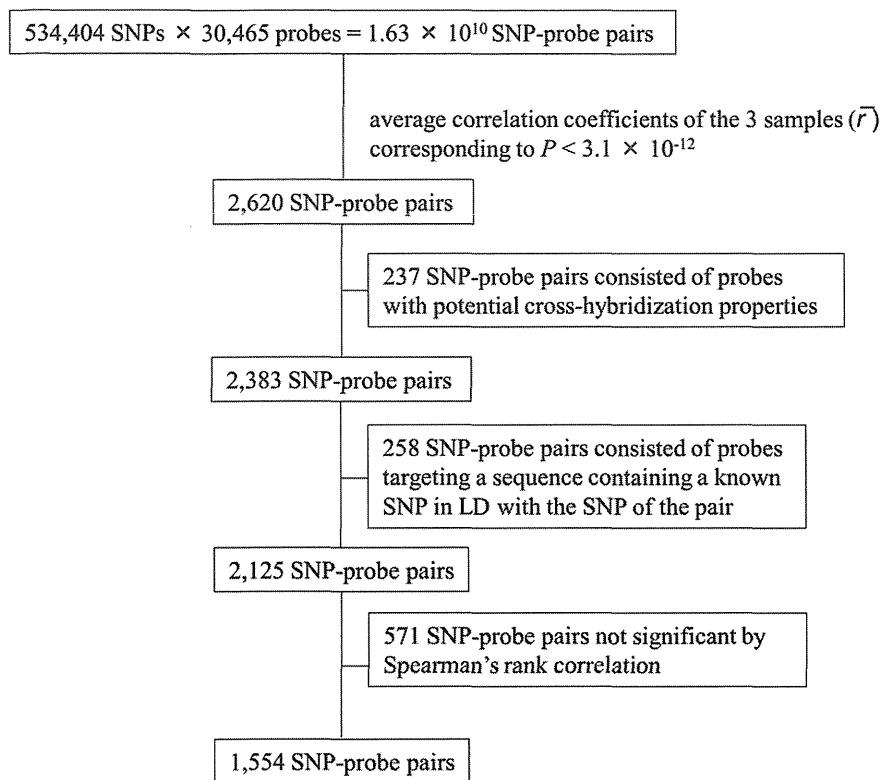 534,404 SNPs × 30,465 probes = 1.63 × 10¹⁰ SNP-probe pairs
average correlation coefficients of the 3 samples (r̄)
corresponding to P < 3.1 × 10⁻¹²
2,620 SNP-probe pairs
237 SNP-probe pairs consisted of probes
with potential cross-hybridization properties
2,383 SNP-probe pairs
258 SNP-probe pairs consisted of probes
targeting a sequence containing a known
SNP in LD with the SNP of the pair
2,125 SNP-probe pairs
571 SNP-probe pairs not significant by
Spearman's rank correlation
1,554 SNP-probe pairs